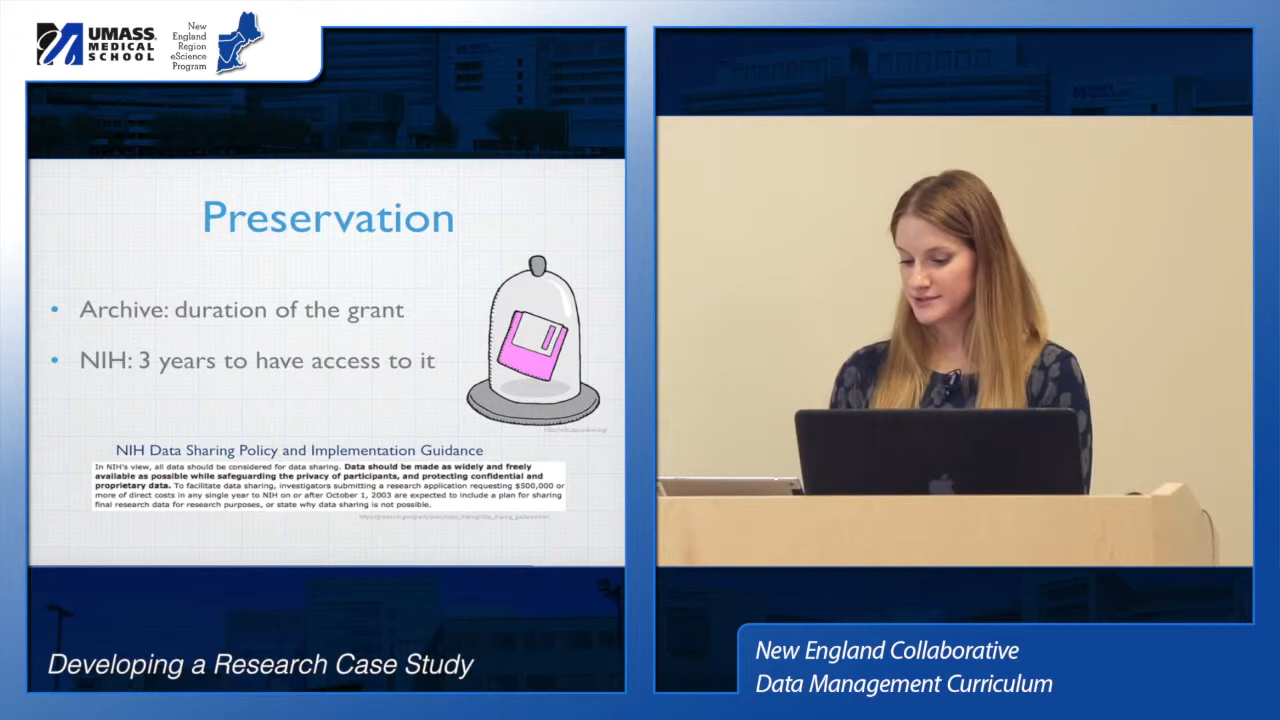 UMASS
MEDICAL
SCHOOL
New
England
Region
eScience
Program
Preservation
• Archive: duration of the grant
• NIH: 3 years to have access to it
NIH Data Sharing Policy and Implementation Guidance
In NIH's view, all data should be considered for data sharing. Data should be made as widely and freely
available as possible while safeguarding the privacy of participants, and protecting confidential and
proprietary data. To facilitate data sharing, investigators submitting a research application requesting $500,000 or
more of direct costs in any single year to NIH on or after October 1, 2003 are expected to include a plan for sharing
final research data for research purposes, or state why data sharing is not possible.
Developing a Research Case Study
New England Collaborative
Data Management Curriculum